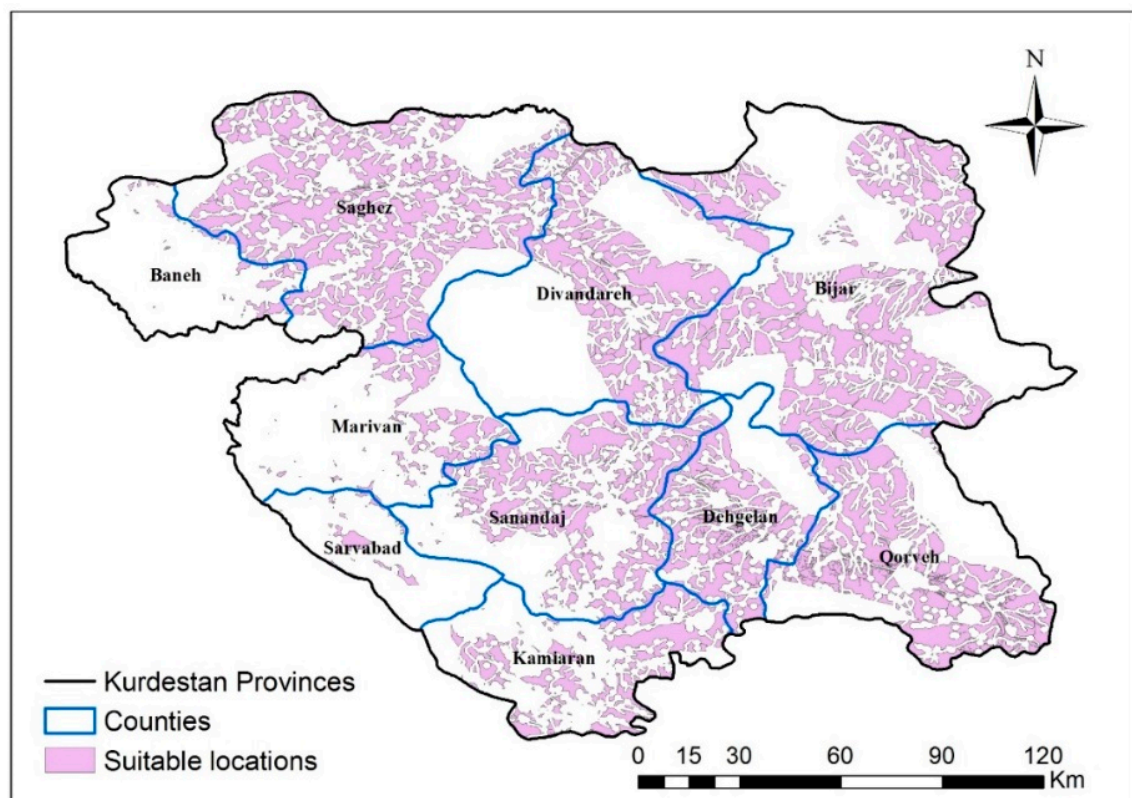 N
Saghez
Baneh
Divandareh
Bijar
Marivan
Sanandaj
Dehgelan
Sarvabad
Qorveh
Kamiaran
Kurdestan Provinces
Counties
Suitable locations
0 15 30 60 90 120
Km